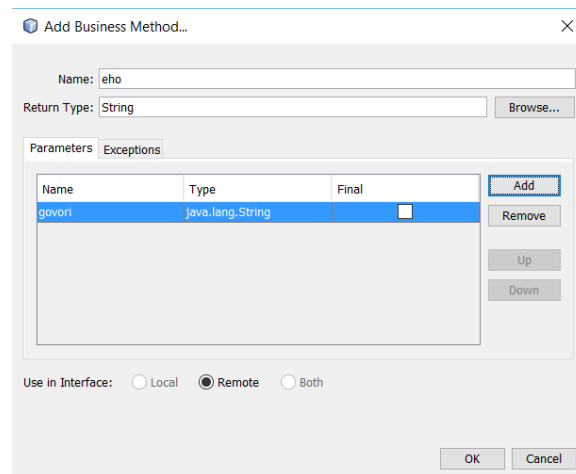 Add Business Method...
Name: eho
Return Type: String Browse...
Parameters Exceptions
Name Type Final Add
govori java.lang.String Remove
Up
Down
Use in Interface: Local Remote Both
OK Cancel